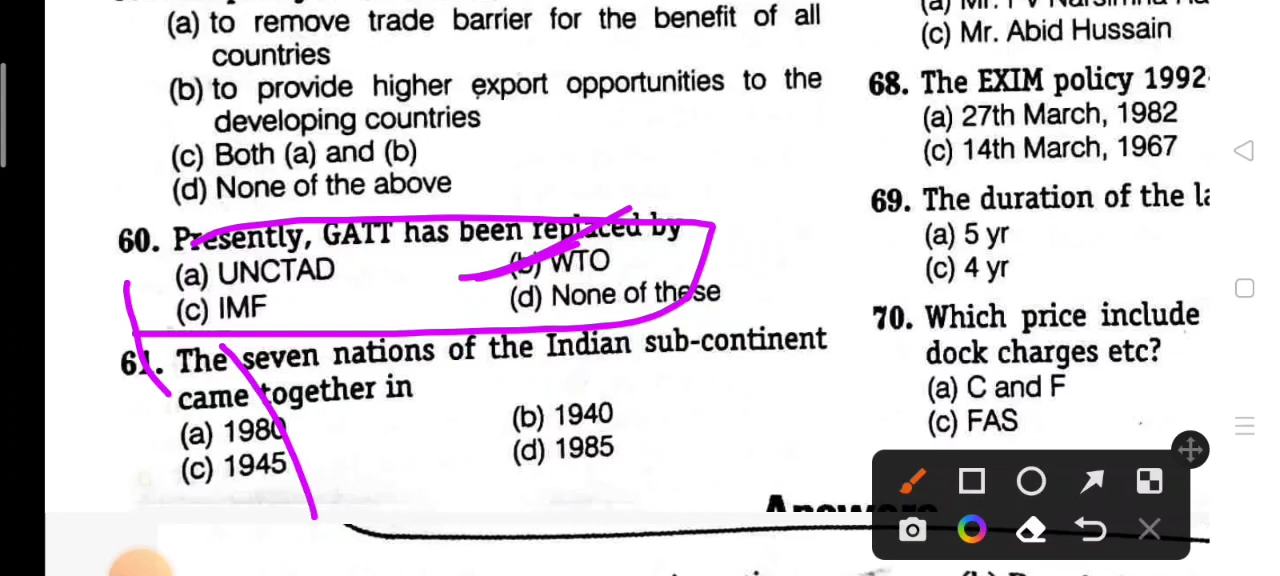 (a) to remove trade barrier for the benefit of all
countries
(b) to provide higher export opportunities to the
developing countries
(c) Both (a) and (b)
(d) None of the above
60. Presently, GATT has been replaced by
(a) UNCTAD (b) WTO
(c) IMF (d) None of these
61. The seven nations of the Indian sub-continent
came together in
(a) 1980 (b) 1940
(c) 1945 (d) 1985
(a) Mr.
(c) Mr. Abid Hussain
68. The EXIM policy 1992
(a) 27th March, 1982
(c) 14th March, 1967
69. The duration of the
(a) 5 yr
(c) 4 yr
70. Which price include
dock charges etc?
(a) C and F
(c) FAS